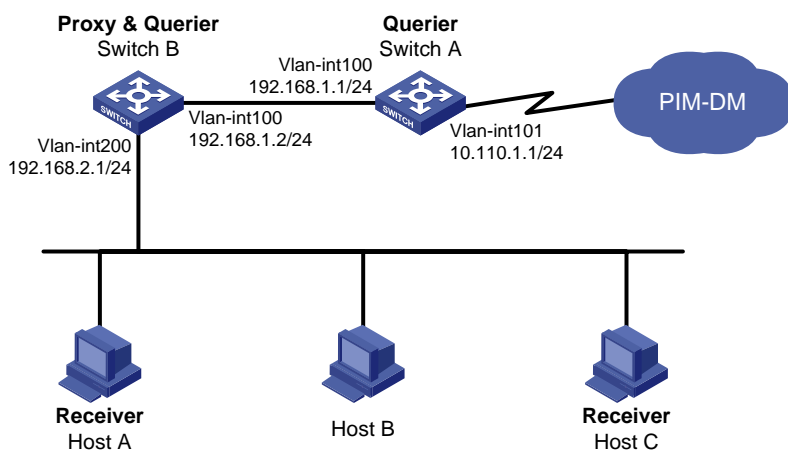 Proxy & Querier
Switch B
Querier
Switch A
Vlan-int100
192.168.1.1/24
SWITCH
SWITCH
PIM-DM
Vlan-int100
192.168.1.2/24
Vlan-int101
10.110.1.1/24
Vlan-int200
192.168.2.1/24
Receiver
Host A
Host B
Receiver
Host C